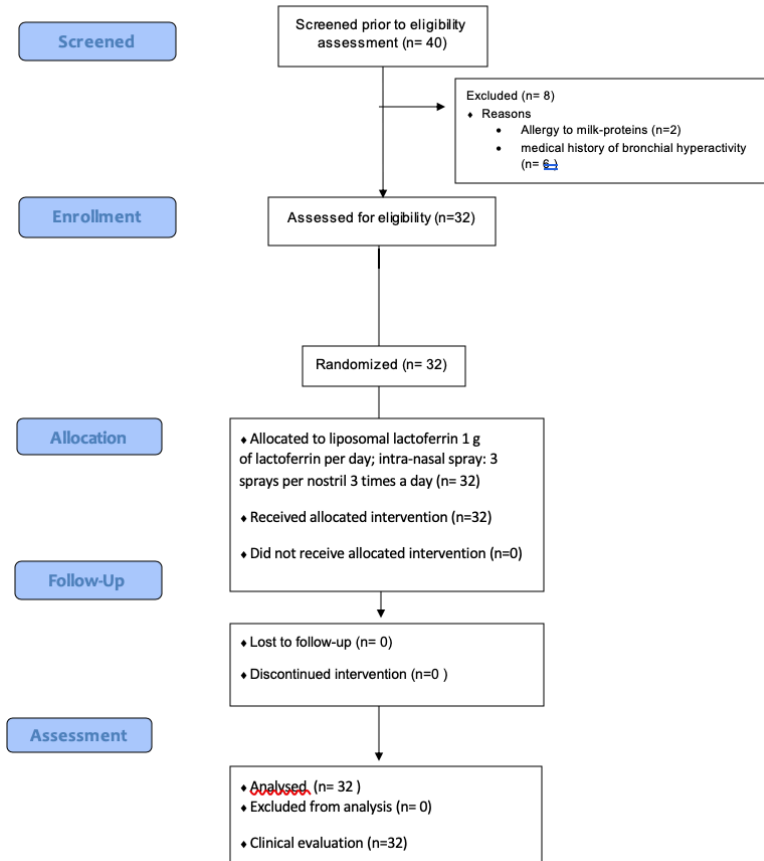 Screened
Screened prior to eligibility
assessment (n= 40)
Excluded (n= 8)
♦ Reasons
• Allergy to milk-proteins (n=2)
• medical history of bronchial hyperactivity
(n= 6 )
Enrollment
Assessed for eligibility (n=32)
Randomized (n= 32)
Allocation
♦ Allocated to liposomal lactoferrin 1 g
of lactoferrin per day; intra-nasal spray: 3
sprays per nostril 3 times a day (n= 32)
♦ Received allocated intervention (n=32)
♦ Did not receive allocated intervention (n=0)
Follow-Up
♦ Lost to follow-up (n= 0)
♦ Discontinued intervention (n=0 )
Assessment
♦ Analysed (n= 32 )
♦ Excluded from analysis (n= 0)
♦ Clinical evaluation (n=32)